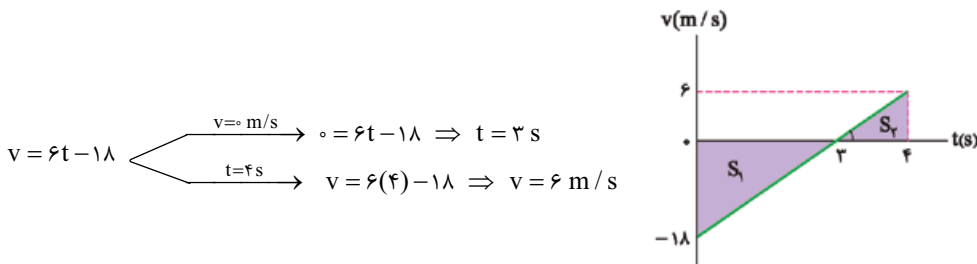 v = ۶t − ۱۸
v=۰ m/s
۰ = ۶t − ۱۸ ⇒ t = ۳ s
t=۴ s
v = ۶(۴) − ۱۸ ⇒ v = ۶ m / s
v(m / s)
۶
۰
S۱
S۲
۳
۴
t(s)
−۱۸